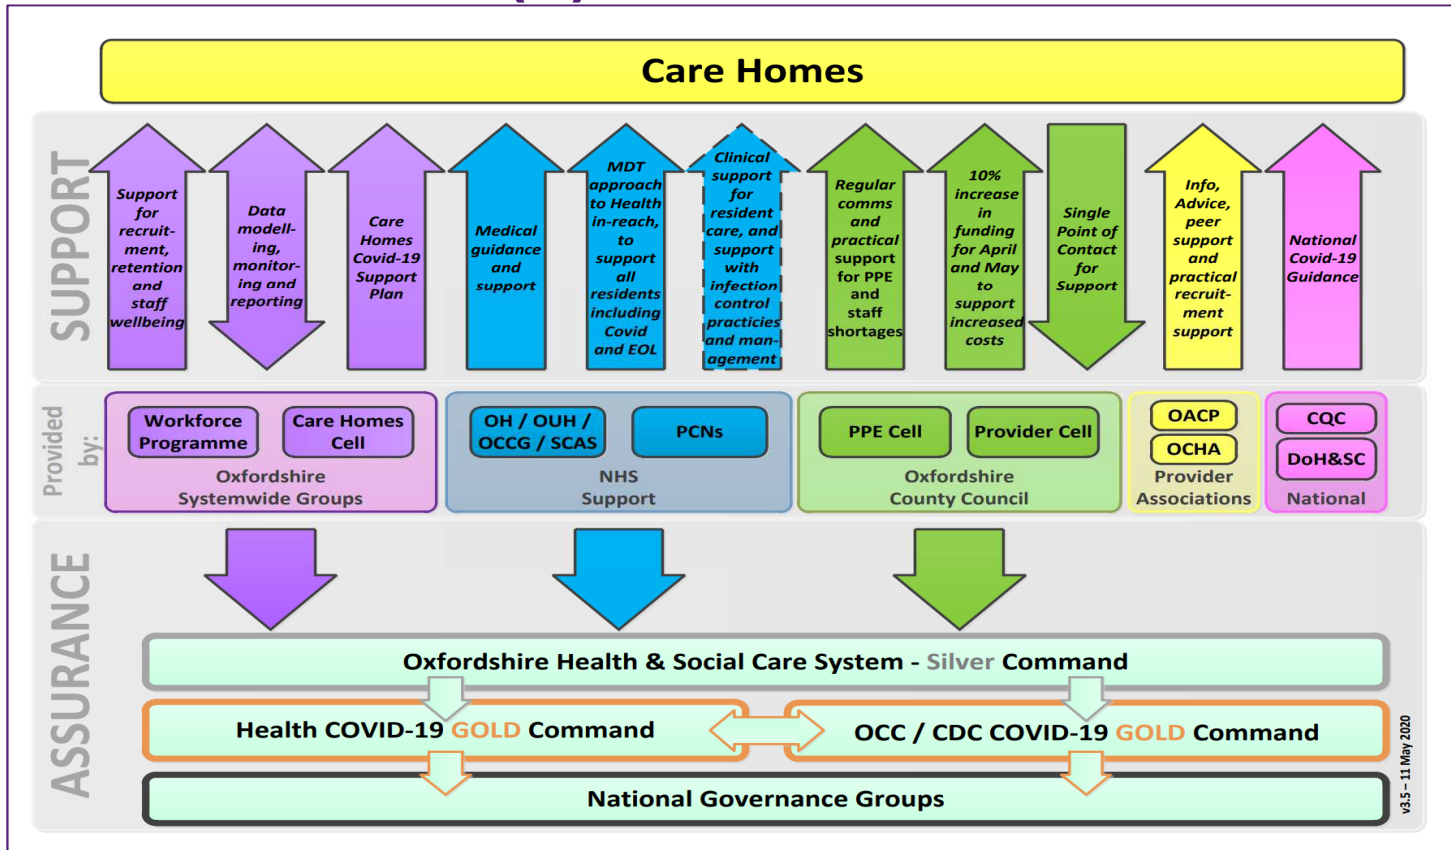 Care Homes
SUPPORT
Support
for
recruit-
ment,
retention
and
staff
wellbeing
Data
modell-
ing,
monitor-
ing and
reporting
Care
Homes
Covid-19
Support
Plan
Medical
guidance
and
support
MDT
approach
to Health
in-reach,
to
support
all
residents
including
Covid
and EOL
Clinical
support
for
resident
care, and
support
with
infection
control
practicies
and man-
agement
Regular
comms
and
practical
support
for PPE
and
staff
shortages
10%
increase
in
funding
for April
and May
to
support
increased
costs
Single
Point of
Contact
for
Support
Info,
Advice,
peer
support
and
practical
recruit-
ment
support
National
Covid-19
Guidance
Provided
by:
Workforce
Programme
Care Homes
Cell
Oxfordshire
Systemwide Groups
OH / OUH /
OCCG / SCAS
PCNs
NHS
Support
PPE Cell
Provider Cell
Oxfordshire
County Council
OACP
OCHA
Provider
Associations
CQC
DoH&SC
National
ASSURANCE
Oxfordshire Health & Social Care System - Silver Command
Health COVID-19 GOLD Command
OCC / CDC COVID-19 GOLD Command
National Governance Groups
v3.5 – 11 May 2020